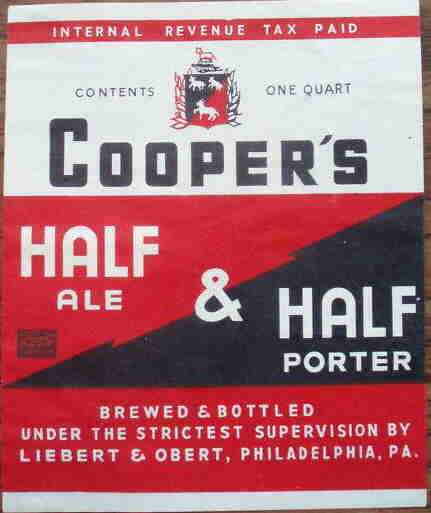 INTERNAL REVENUE TAX PAID
CONTENTS ONE QUART
COOPER'S
HALF
ALE
&
HALF
PORTER
BREWED & BOTTLED
UNDER THE STRICTEST SUPERVISION BY
LIEBERT & OBERT, PHILADELPHIA, PA.